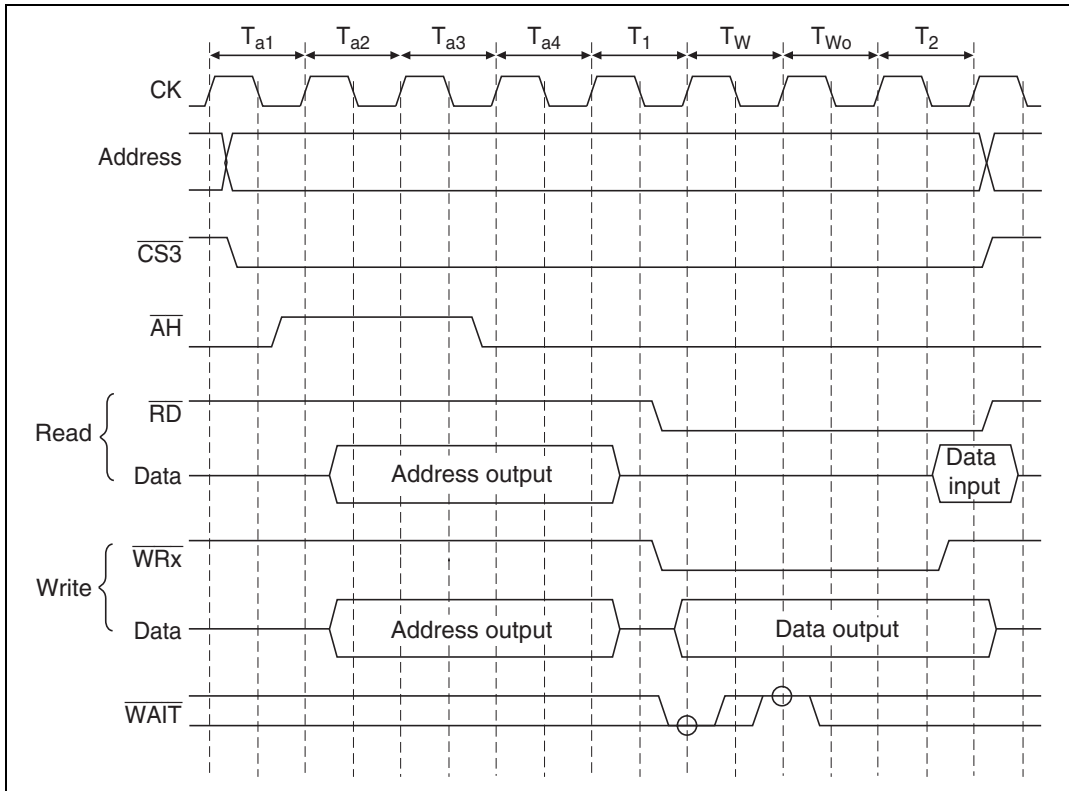 Ta1 Ta2 Ta3 Ta4 T1 TW TWo T2
CK
Address
CS3
AH
Read
RD
Data
Address output
Data
input
Write
WRx
Data
Address output
Data output
WAIT